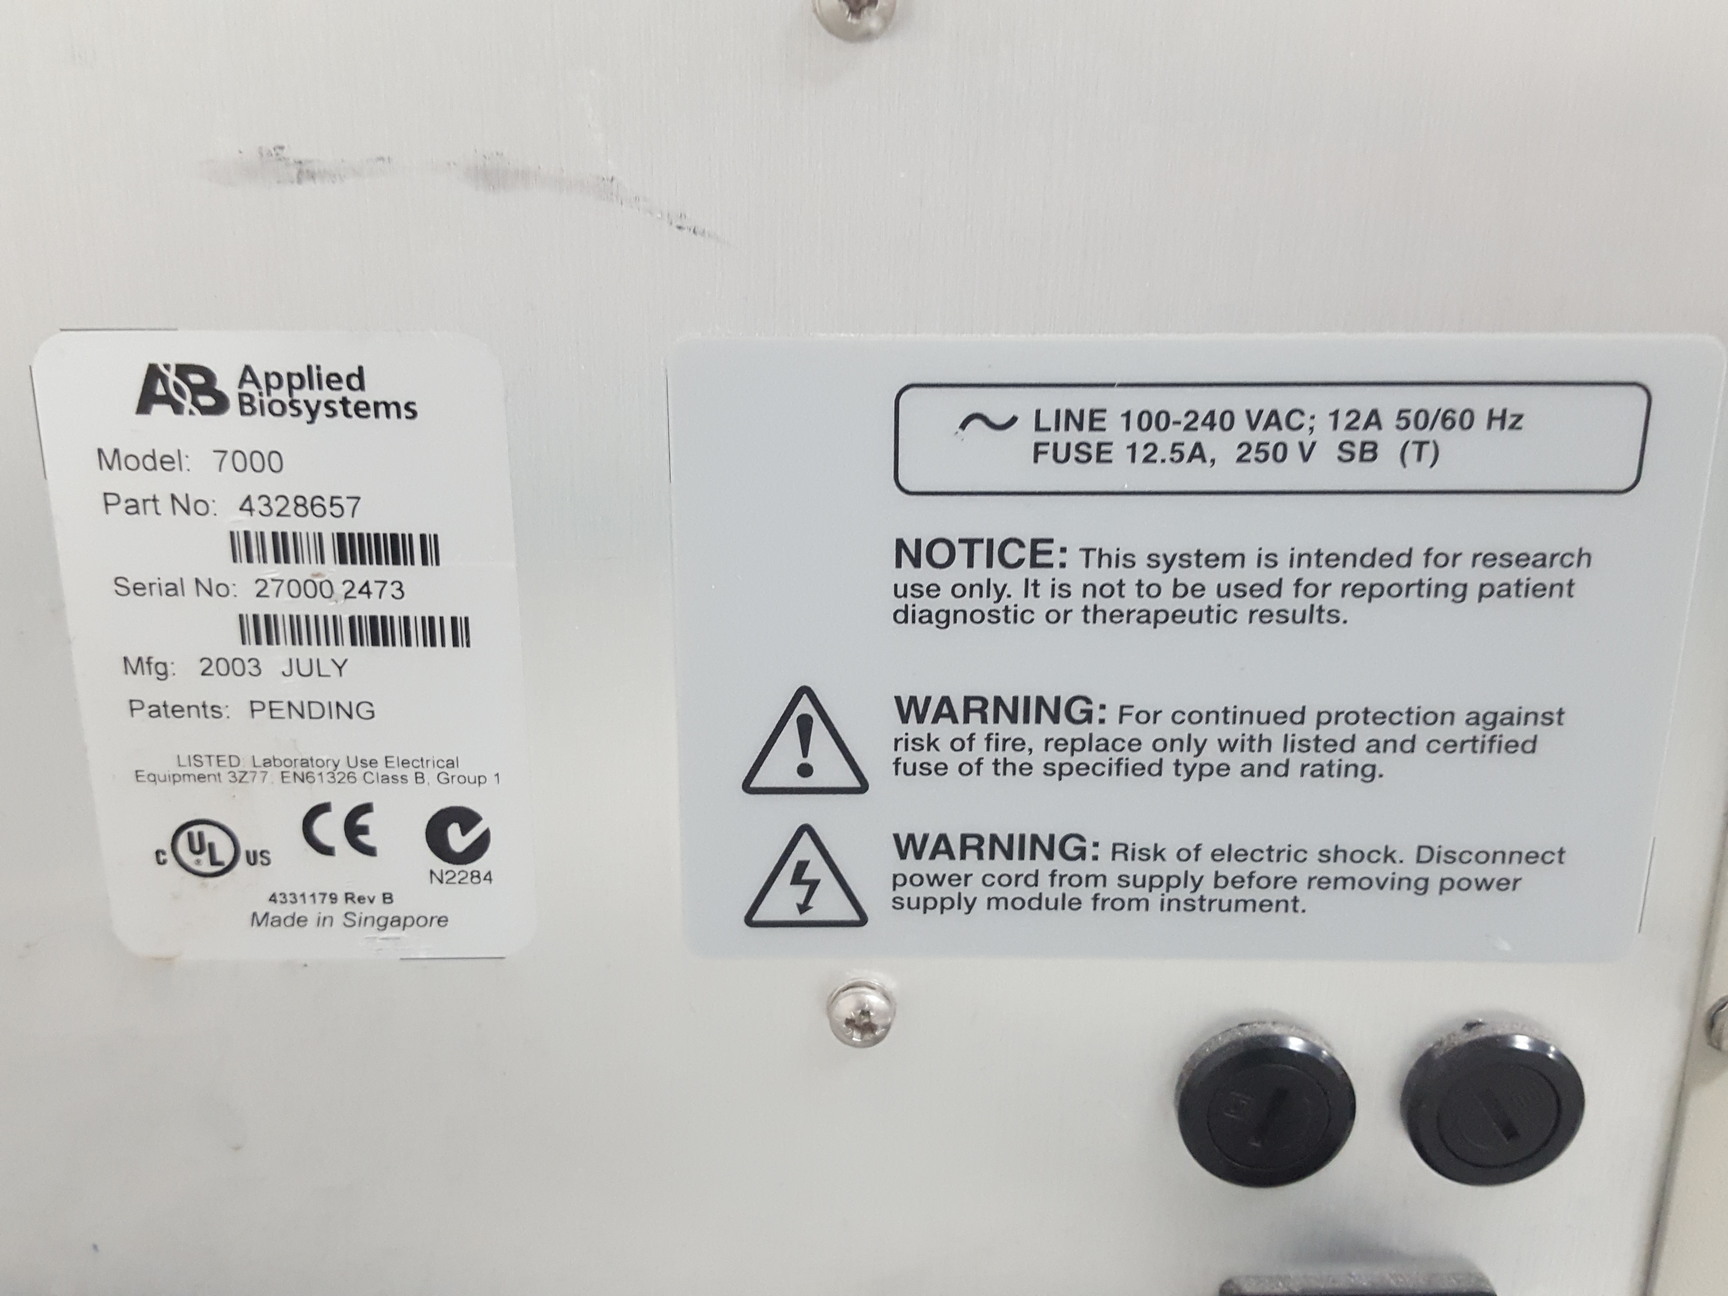 Applied
Biosystems
Model: 7000
Part No: 4328657
Serial No: 27000 2473
Mfg: 2003 JULY
Patents: PENDING
LISTED Laboratory Use Electrical
Equipment 3Z77, EN61326 Class B, Group 1
C UL US CE
N2284
4331179 Rev B
Made in Singapore
LINE 100-240 VAC; 12A 50/60 Hz
FUSE 12.5A, 250 V SB (T)
NOTICE: This system is intended for research
use only. It is not to be used for reporting patient
diagnostic or therapeutic results.
WARNING: For continued protection against
risk of fire, replace only with listed and certified
fuse of the specified type and rating.
WARNING: Risk of electric shock. Disconnect
power cord from supply before removing power
supply module from instrument.